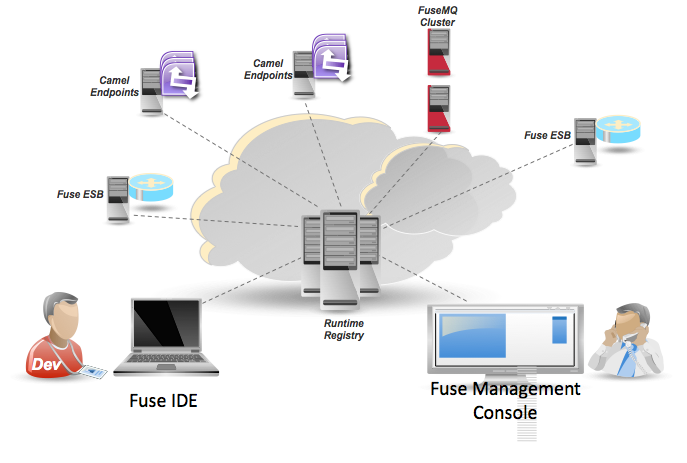 FuseMQ
Cluster
Camel
Endpoints
Camel
Endpoints
Fuse ESB
Fuse ESB
Runtime
Registry
Dev
Fuse IDE
Fuse Management
Console